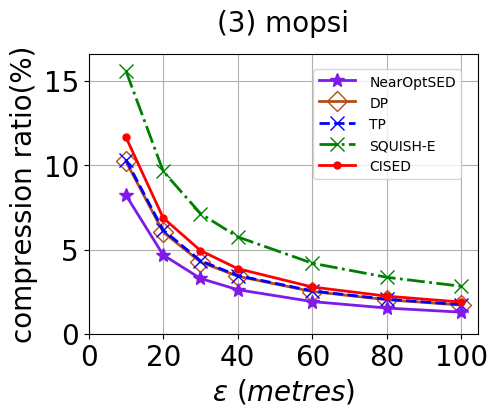 (3) mopsi
compression ratio(%)
15
10
5
0
NearOptSED
DP
TP
SQUISH-E
CISED
0 20 40 60 80 100
ε (metres)